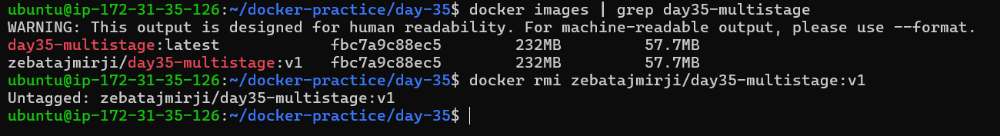 ubuntu@ip-172-31-35-126:~/docker-practice/day-35$ docker images | grep day35-multistage
WARNING: This output is designed for human readability. For machine-readable output, please use --format.
day35-multistage:latest            fbc7a9c88ec5        232MB         57.7MB
zebatajmirji/day35-multistage:v1   fbc7a9c88ec5        232MB         57.7MB
ubuntu@ip-172-31-35-126:~/docker-practice/day-35$ docker rmi zebatajmirji/day35-multistage:v1
Untagged: zebatajmirji/day35-multistage:v1
ubuntu@ip-172-31-35-126:~/docker-practice/day-35$